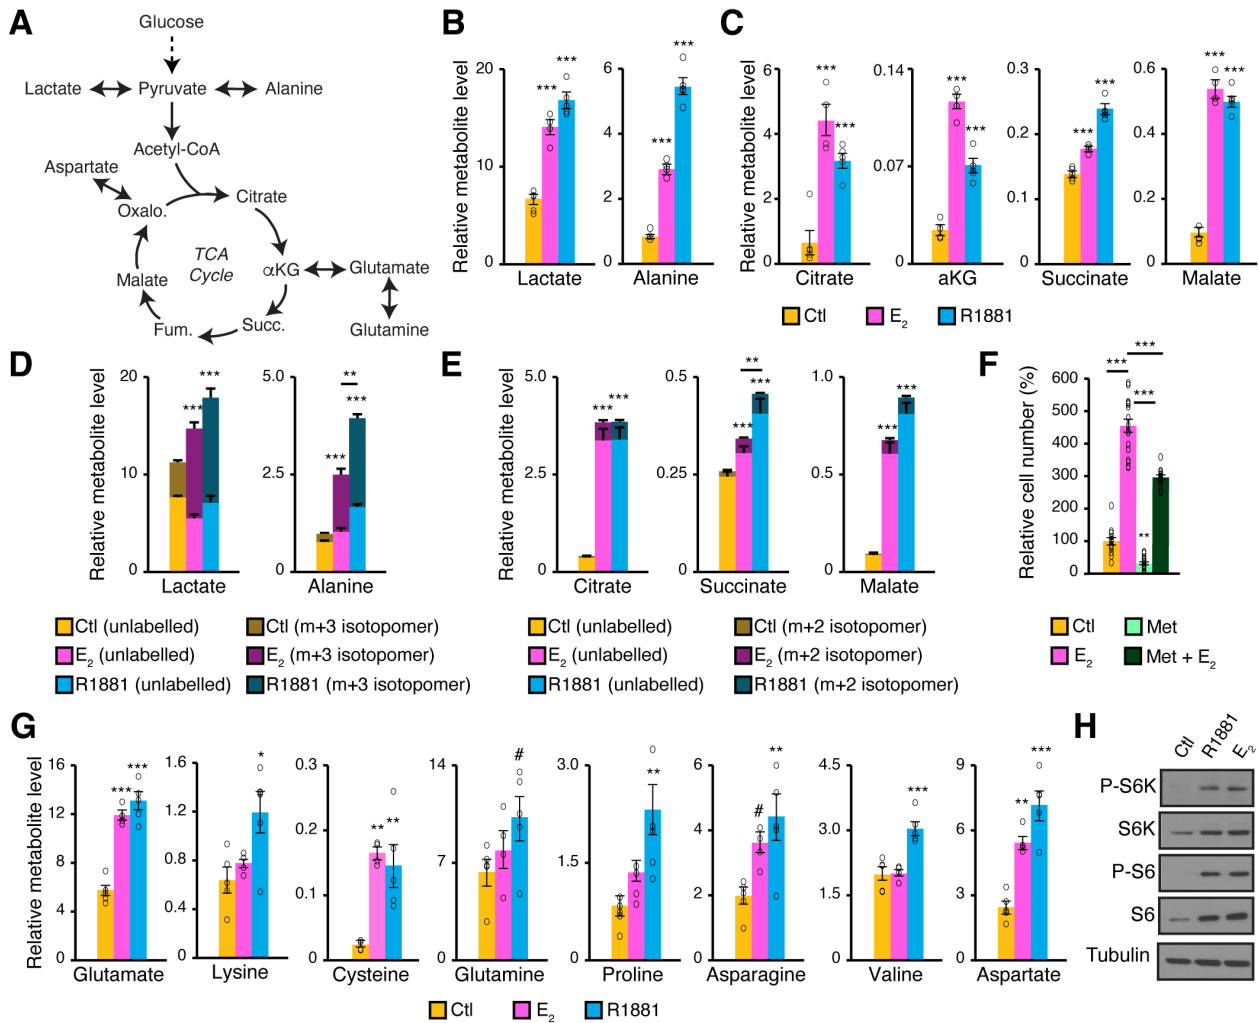 A
Glucose
Lactate
Pyruvate
Alanine
Acetyl-CoA
Aspartate
Oxalo.
Citrate
TCA
Cycle
Malate
αKG
Glutamate
Fum.
Succ.
Glutamine
B
Relative metabolite level
20
10
0
***
***
Lactate
6
4
2
0
***
***
Alanine
C
Relative metabolite level
6
4
2
0
***
***
Citrate
0.14
0.07
0
***
***
aKG
0.3
0.2
0.1
0
***
***
Succinate
0.6
0.4
0.2
0
***
***
Malate
Ctl
E2
R1881
D
Relative metabolite level
20
10
0
***
***
Lactate
5.0
2.5
0
**
***
***
Alanine
Ctl (unlabelled)
Ctl (m+3 isotopomer)
E2 (unlabelled)
E2 (m+3 isotopomer)
R1881 (unlabelled)
R1881 (m+3 isotopomer)
E
Relative metabolite level
5.0
2.5
0
***
***
Citrate
0.5
0.25
0
**
***
***
Succinate
1.0
0.5
0
***
***
Malate
Ctl (unlabelled)
Ctl (m+2 isotopomer)
E2 (unlabelled)
E2 (m+2 isotopomer)
R1881 (unlabelled)
R1881 (m+2 isotopomer)
F
Relative cell number (%)
600
500
400
300
200
100
0
***
***
***
**
Ctl
Met
E2
Met + E2
G
Relative metabolite level
16
12
8
4
0
***
***
Glutamate
1.6
1.2
0.8
0.4
0
*
Lysine
0.3
0.2
0.1
0
**
**
Cysteine
14
7
0
#
Glutamine
3.0
1.5
0
**
Proline
6
4
2
0
#
**
Asparagine
4.5
3.0
1.5
0
***
Valine
9
6
3
0
**
***
Aspartate
Ctl
E2
R1881
H
Ctl
R1881
E2
P-S6K
S6K
P-S6
S6
Tubulin